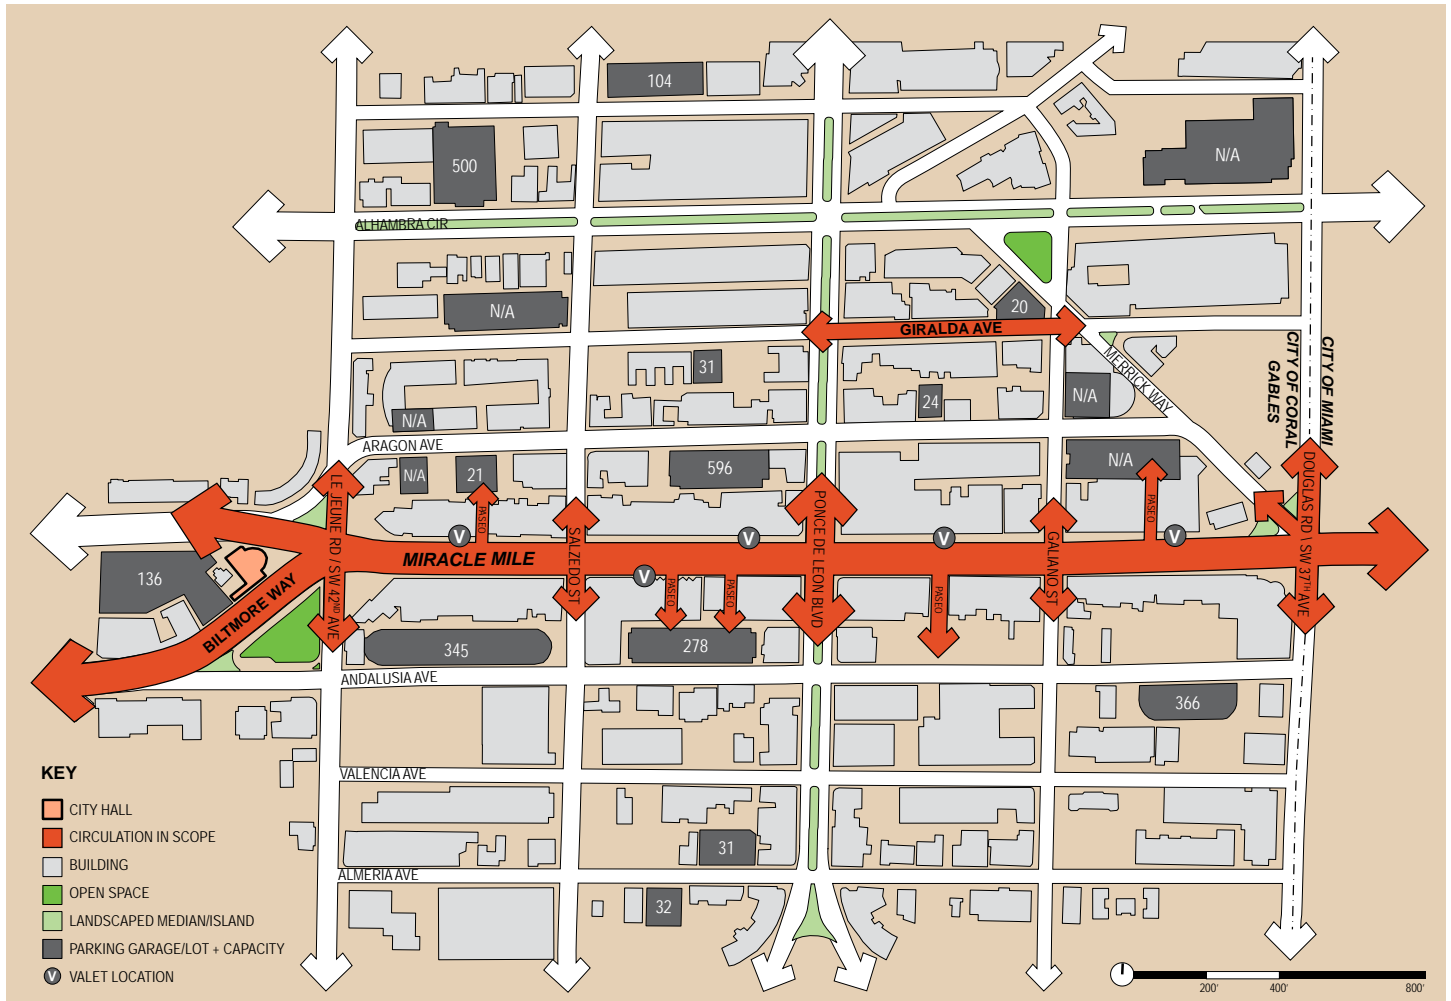 104
500
N/A
ALHAMBRA CIR
N/A
20
GIRALDA AVE
CITY OF MIAMI
CITY OF CORAL
GABLES
MERRICK WAY
31
24
N/A
N/A
ARAGON AVE
N/A
21
596
N/A
LE JEUNE RD / SW 42ND AVE
PASEO
SALZEDO ST
PONCE DE LEON BLVD
GALIANO ST
PASEO
DOUGLAS RD \ SW 37TH AVE
V
V
V
V
V
MIRACLE MILE
136
BILTMORE WAY
PASEO
PASEO
PASEO
345
278
ANDALUSIA AVE
366
VALENCIA AVE
31
ALMERIA AVE
32
KEY
CITY HALL
CIRCULATION IN SCOPE
BUILDING
OPEN SPACE
LANDSCAPED MEDIAN/ISLAND
PARKING GARAGE/LOT + CAPACITY
V VALET LOCATION
200' 400' 800'